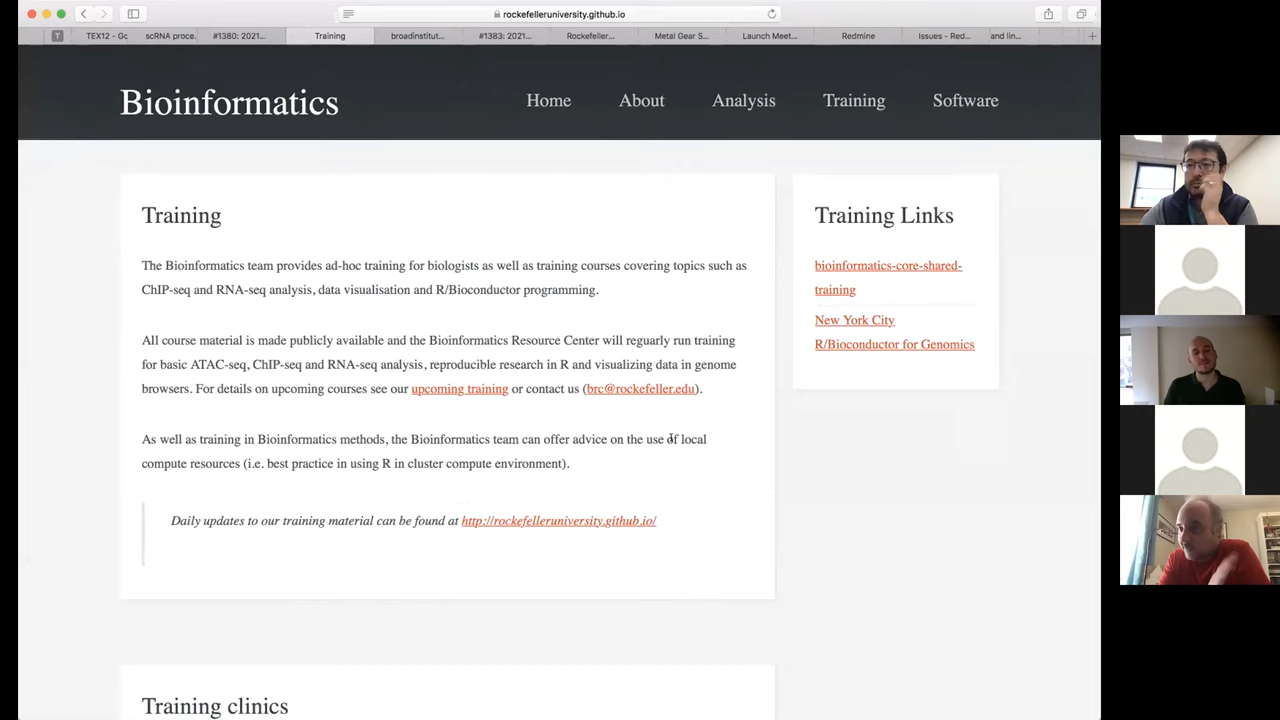 rockefelleruniversity.github.io
T
TEX12 - Gc
scRNA proce...
#1380: 2021...
Training
broadinstitut...
#1383: 2021...
Rockefeller...
Metal Gear S...
Launch Meet...
Redmine
Issues - Red...
and lin...
Bioinformatics
Home
About
Analysis
Training
Software
Training
The Bioinformatics team provides ad-hoc training for biologists as well as training courses covering topics such as
ChIP-seq and RNA-seq analysis, data visualisation and R/Bioconductor programming.
All course material is made publicly available and the Bioinformatics Resource Center will reguarly run training
for basic ATAC-seq, ChIP-seq and RNA-seq analysis, reproducible research in R and visualizing data in genome
browsers. For details on upcoming courses see our upcoming training or contact us (brc@rockefeller.edu).
As well as training in Bioinformatics methods, the Bioinformatics team can offer advice on the use of local
compute resources (i.e. best practice in using R in cluster compute environment).
Daily updates to our training material can be found at http://rockefelleruniversity.github.io/
Training clinics
Training Links
bioinformatics-core-shared-
training
New York City
R/Bioconductor for Genomics